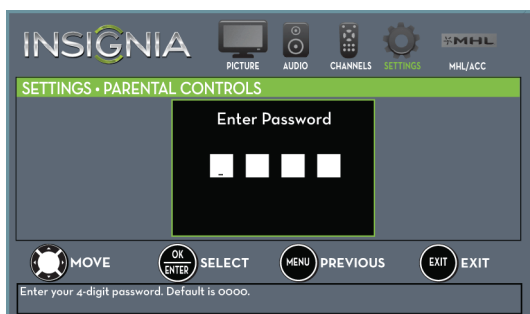 INSIGNIA
PICTURE AUDIO CHANNELS SETTINGS MHL MHL/ACC
SETTINGS • PARENTAL CONTROLS
Enter Password
_
MOVE OK ENTER SELECT MENU PREVIOUS EXIT EXIT
Enter your 4-digit password. Default is 0000.